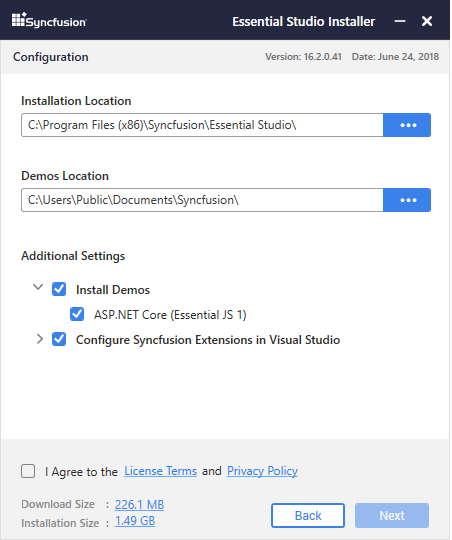 Syncfusion® Essential Studio Installer
Configuration Version: 16.2.0.41 Date: June 24, 2018
Installation Location
C:\Program Files (x86)\Syncfusion\Essential Studio\
Demos Location
C:\Users\Public\Documents\Syncfusion\
Additional Settings
Install Demos
ASP.NET Core (Essential JS 1)
Configure Syncfusion Extensions in Visual Studio
I Agree to the License Terms and Privacy Policy
Download Size : 226.1 MB
Installation Size : 1.49 GB
Back Next